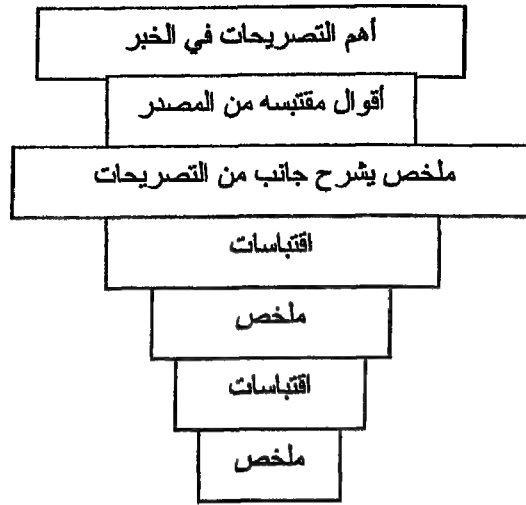 أهم التصريحات في الخبر
أقوال مقتبسه من المصدر
ملخص يشرح جانب من التصريحات
اقتباسات
ملخص
اقتباسات
ملخص